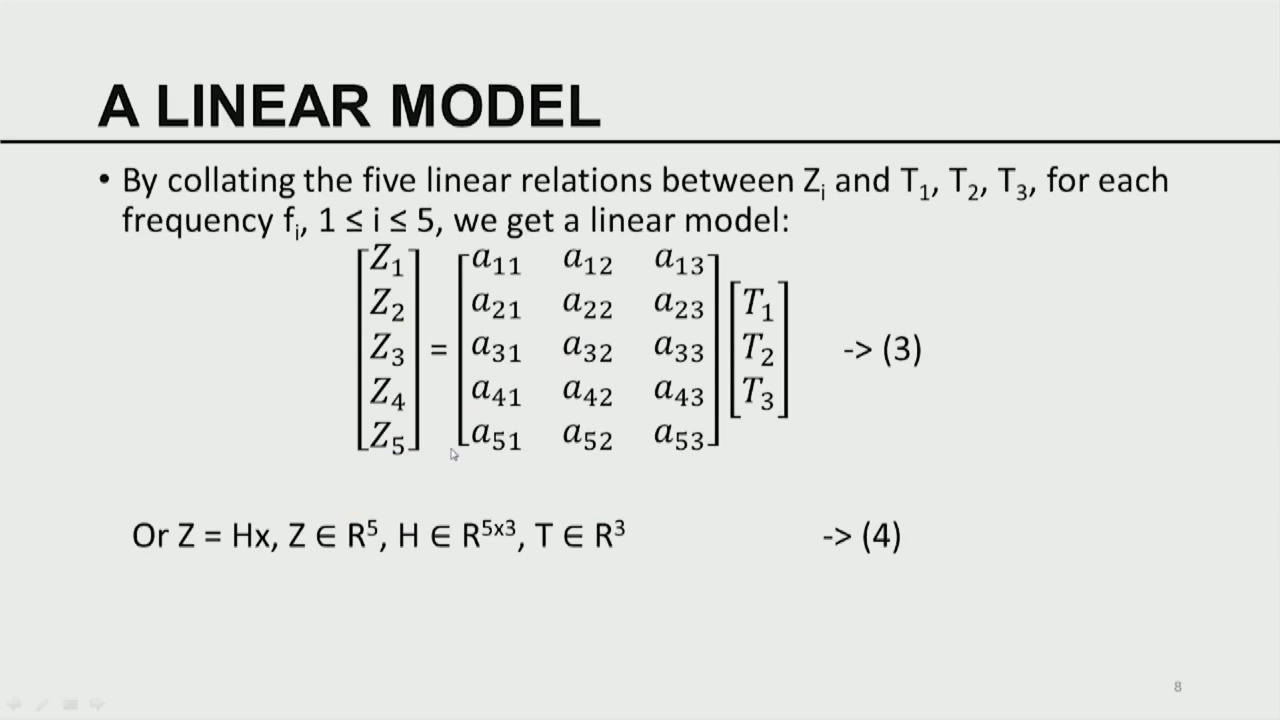 A LINEAR MODEL
• By collating the five linear relations between Zᵢ and T₁, T₂, T₃, for each
frequency fᵢ, 1 ≤ i ≤ 5, we get a linear model:
[Z₁ Z₂ Z₃ Z₄ Z₅] = [a₁₁ a₁₂ a₁₃
a₂₁ a₂₂ a₂₃
a₃₁ a₃₂ a₃₃
a₄₁ a₄₂ a₄₃
a₅₁ a₅₂ a₅₃] [T₁ T₂ T₃] -> (3)
Or Z = Hx, Z ∈ R⁵, H ∈ R⁵ˣ³, T ∈ R³ -> (4)
8